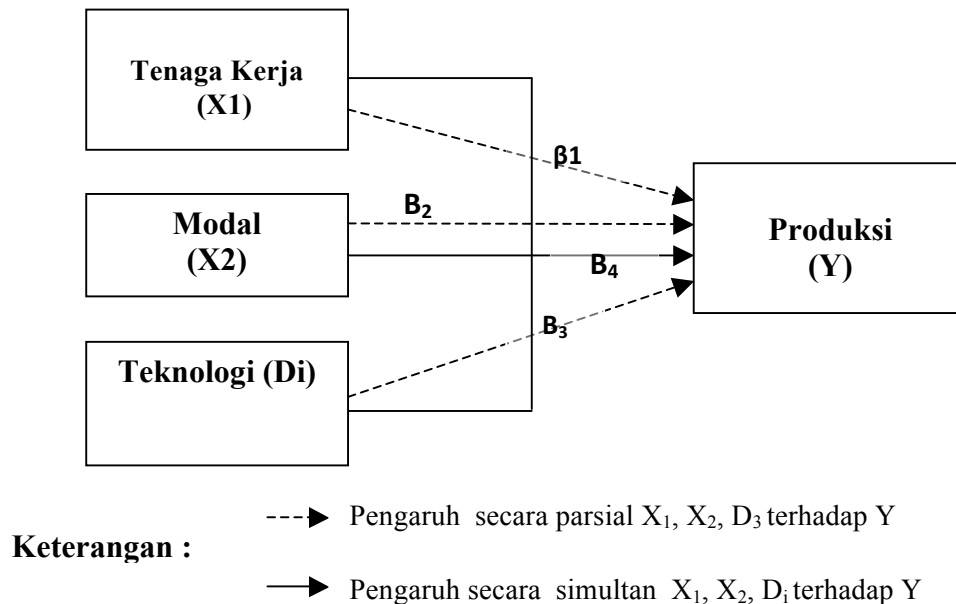 Tenaga Kerja
(X1)
β1
Modal
(X2)
B₂
B₄
Produksi
(Y)
Teknologi (Di)
B₃
Pengaruh secara parsial X₁, X₂, D₃ terhadap Y
Keterangan :
Pengaruh secara simultan X₁, X₂, Dᵢ terhadap Y